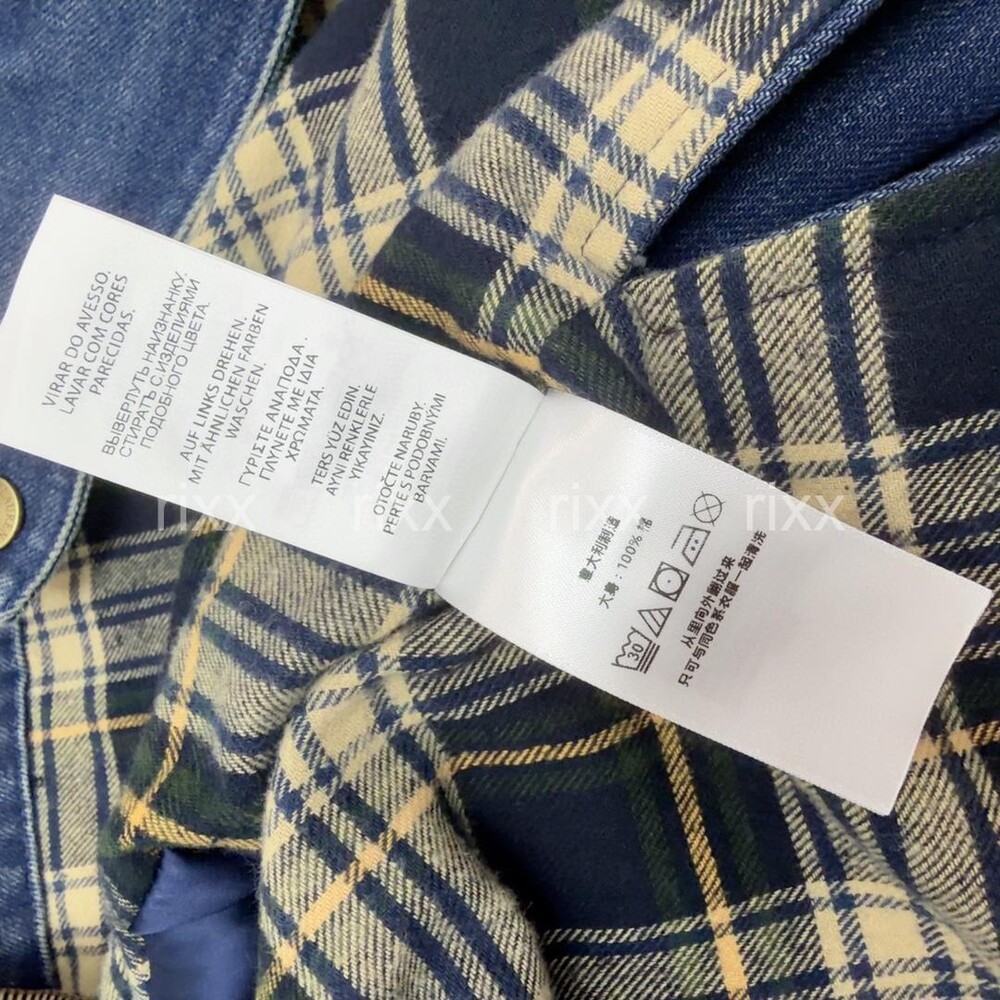 VIRAR DO AVESSO.
LAVAR COM CORES
PARECIDAS.
ВЫВЕРНУТЬ НАИЗНАНКУ.
СТИРАТЬ С ИЗДЕЛИЯМИ
ПОДОБНОГО ЦВЕТА.
AUF LINKS DREHEN.
MIT ÄHNLICHEN FARBEN
WASCHEN.
ΓΥΡΙΣΤΕ ΑΝΑΠΟΔΑ.
ΠΛΥΝΕΤΕ ΜΕ ΙΔΙΑ
ΧΡΩΜΑΤΑ.
TERS YÜZ EDIN.
AYNI RENKLERLE
YIKAYINIZ.
OTOČTE NARUBY.
PERTE S PODOBNÝMI
BARVAMI.
意大利制造
大身：100% 棉
30
从里向外翻过来
只可与同色系衣服一起清洗
rixx rixx rixx rixx